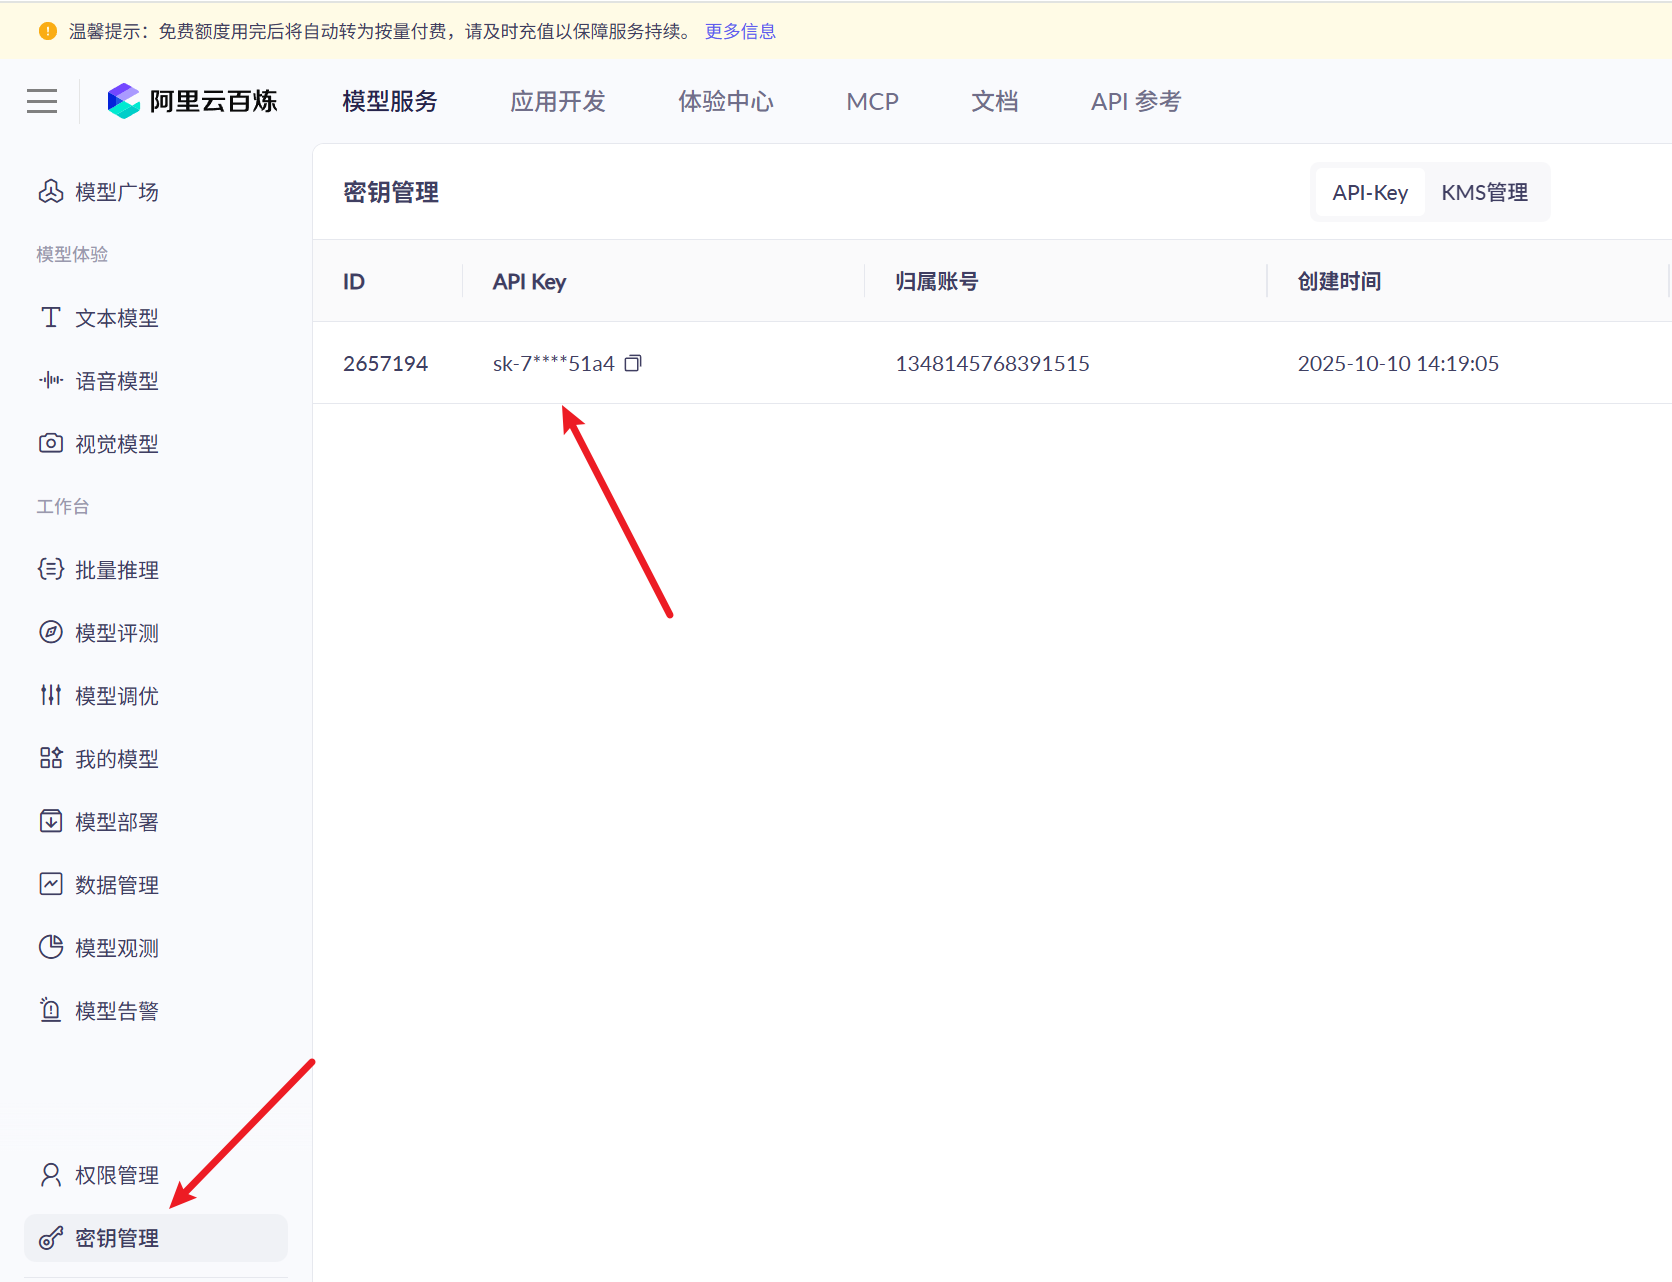 温馨提示：免费额度用完后将自动转为按量付费，请及时充值以保障服务持续。 更多信息
阿里云百炼 模型服务 应用开发 体验中心 MCP 文档 API 参考
模型广场
模型体验
文本模型
语音模型
视觉模型
工作台
批量推理
模型评测
模型调优
我的模型
模型部署
数据管理
模型观测
模型告警
权限管理
密钥管理
密钥管理 API-Key KMS管理
ID API Key 归属账号 创建时间
2657194 sk-7****51a4 1348145768391515 2025-10-10 14:19:05